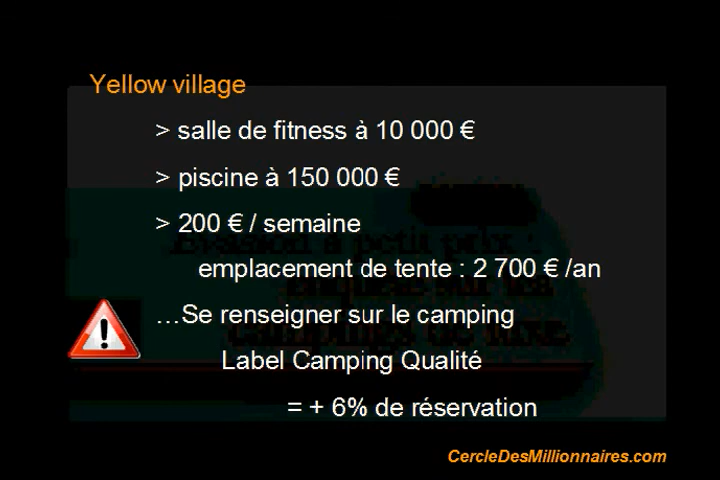 Yellow village
> salle de fitness à 10 000 €
> piscine à 150 000 €
> 200 € / semaine
emplacement de tente : 2 700 € /an
…Se renseigner sur le camping
Label Camping Qualité
= + 6% de réservation
CercleDesMillionnaires.com